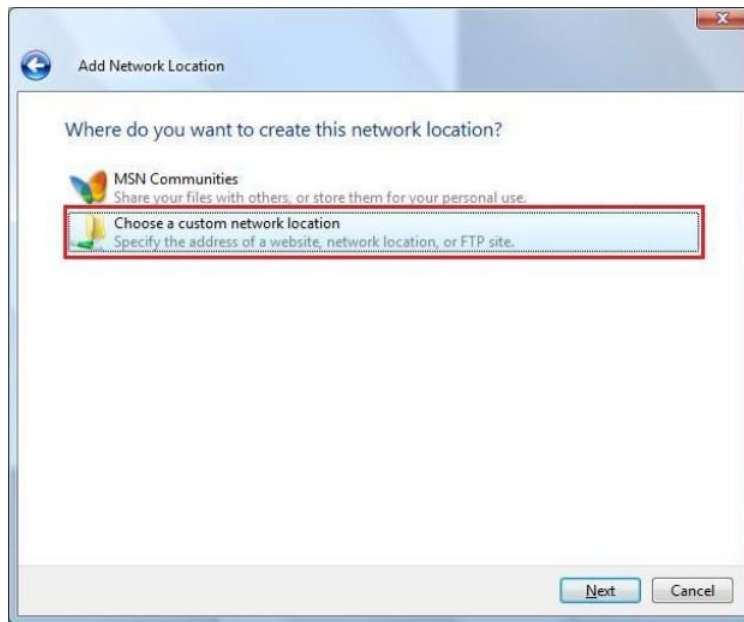 Add Network Location
Where do you want to create this network location?
MSN Communities
Share your files with others, or store them for your personal use.
Choose a custom network location
Specify the address of a website, network location, or FTP site.
Next
Cancel